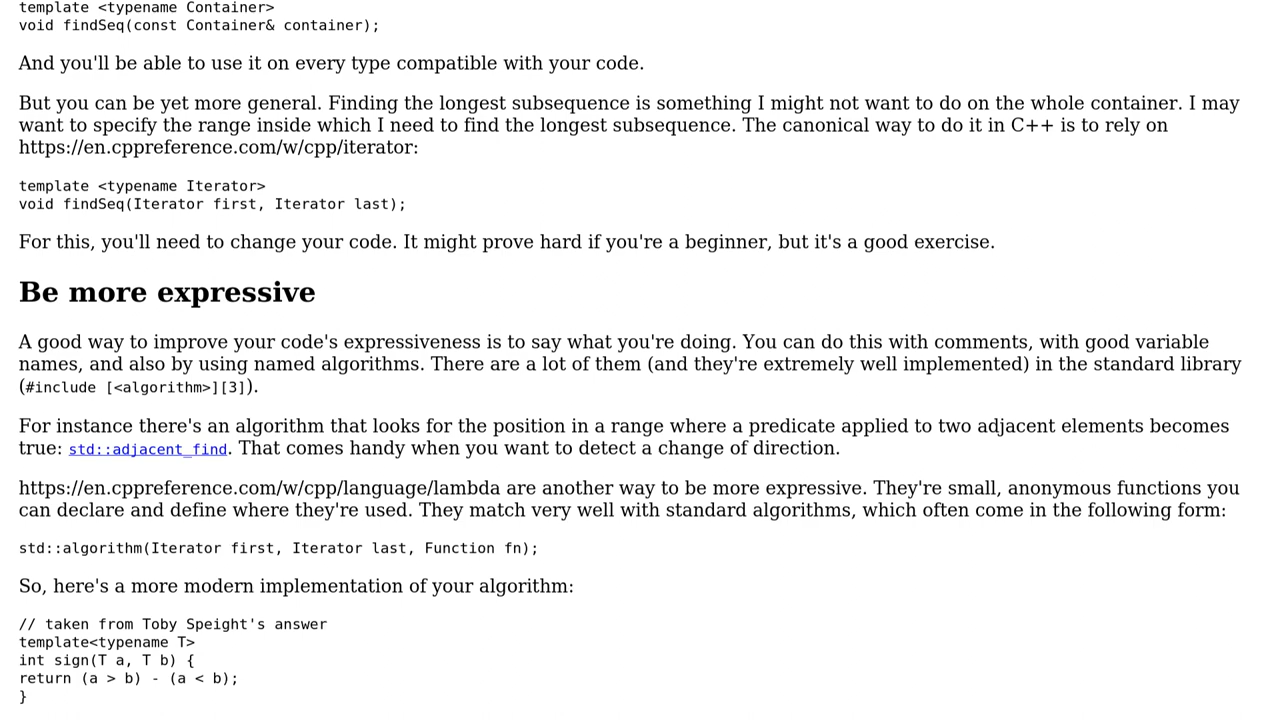 template <typename Container>
void findSeq(const Container& container);
And you'll be able to use it on every type compatible with your code.
But you can be yet more general. Finding the longest subsequence is something I might not want to do on the whole container. I may
want to specify the range inside which I need to find the longest subsequence. The canonical way to do it in C++ is to rely on
https://en.cppreference.com/w/cpp/iterator:
template <typename Iterator>
void findSeq(Iterator first, Iterator last);
For this, you'll need to change your code. It might prove hard if you're a beginner, but it's a good exercise.
Be more expressive
A good way to improve your code's expressiveness is to say what you're doing. You can do this with comments, with good variable
names, and also by using named algorithms. There are a lot of them (and they're extremely well implemented) in the standard library
(#include [<algorithm>][3]).
For instance there's an algorithm that looks for the position in a range where a predicate applied to two adjacent elements becomes
true: std::adjacent_find. That comes handy when you want to detect a change of direction.
https://en.cppreference.com/w/cpp/language/lambda are another way to be more expressive. They're small, anonymous functions you
can declare and define where they're used. They match very well with standard algorithms, which often come in the following form:
std::algorithm(Iterator first, Iterator last, Function fn);
So, here's a more modern implementation of your algorithm:
// taken from Toby Speight's answer
template<typename T>
int sign(T a, T b) {
return (a > b) - (a < b);
}